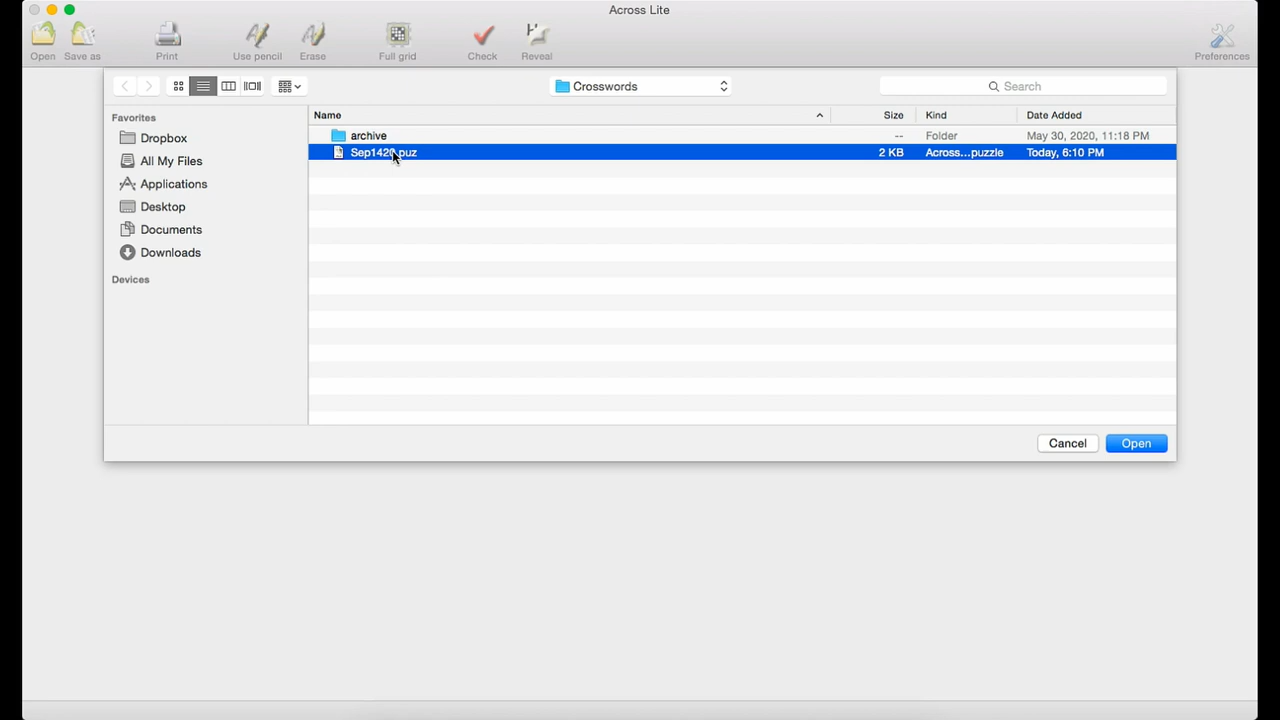 Across Lite
Open Save as Print Use pencil Erase Full grid Check Reveal Preferences
Crosswords Search
Favorites
Dropbox
All My Files
Applications
Desktop
Documents
Downloads
Devices
Name Size Kind Date Added
archive -- Folder May 30, 2020, 11:18 PM
Sep1420.puz 2 KB Across...puzzle Today, 6:10 PM
Cancel Open